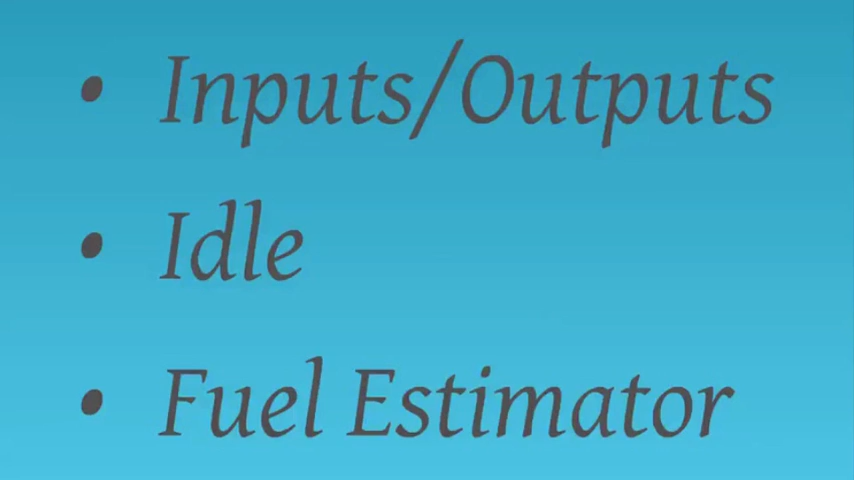 • Inputs/Outputs
• Idle
• Fuel Estimator